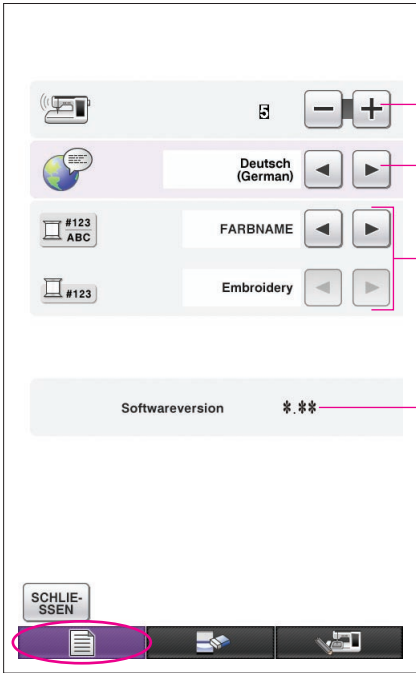 5
− +
Deutsch
(German)
#123
ABC
FARBNAME
#123
Embroidery
Softwareversion *.**
SCHLIE-
SSEN